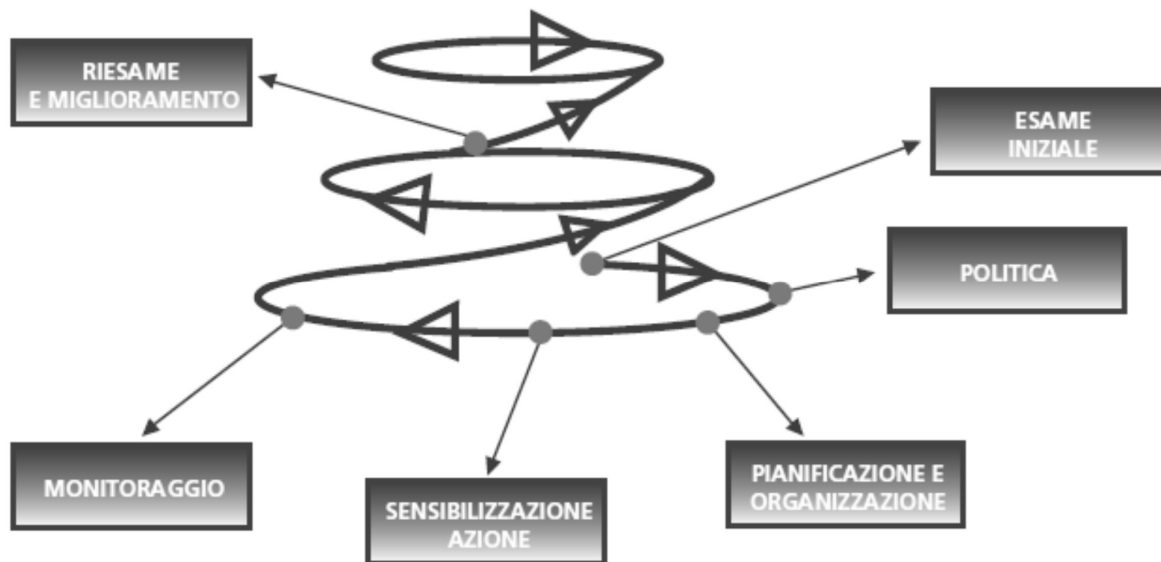 RIESAME
E MIGLIORAMENTO
ESAME
INIZIALE
POLITICA
MONITORAGGIO
SENSIBILIZZAZIONE
AZIONE
PIANIFICAZIONE E
ORGANIZZAZIONE